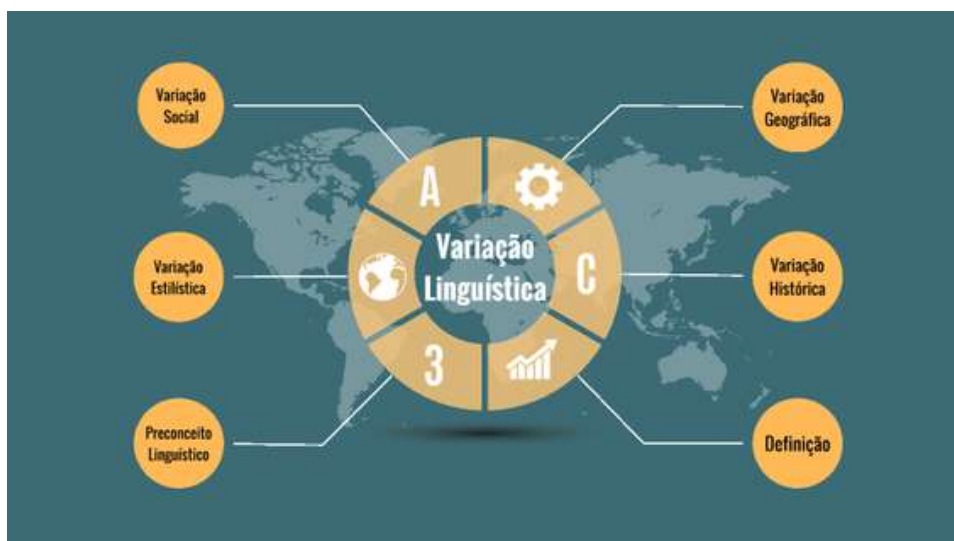 Variação
Social
Variação
Geográfica
A
Variação
Linguística
C
3
Variação
Estilística
Variação
Histórica
Preconceito
Linguístico
Definição